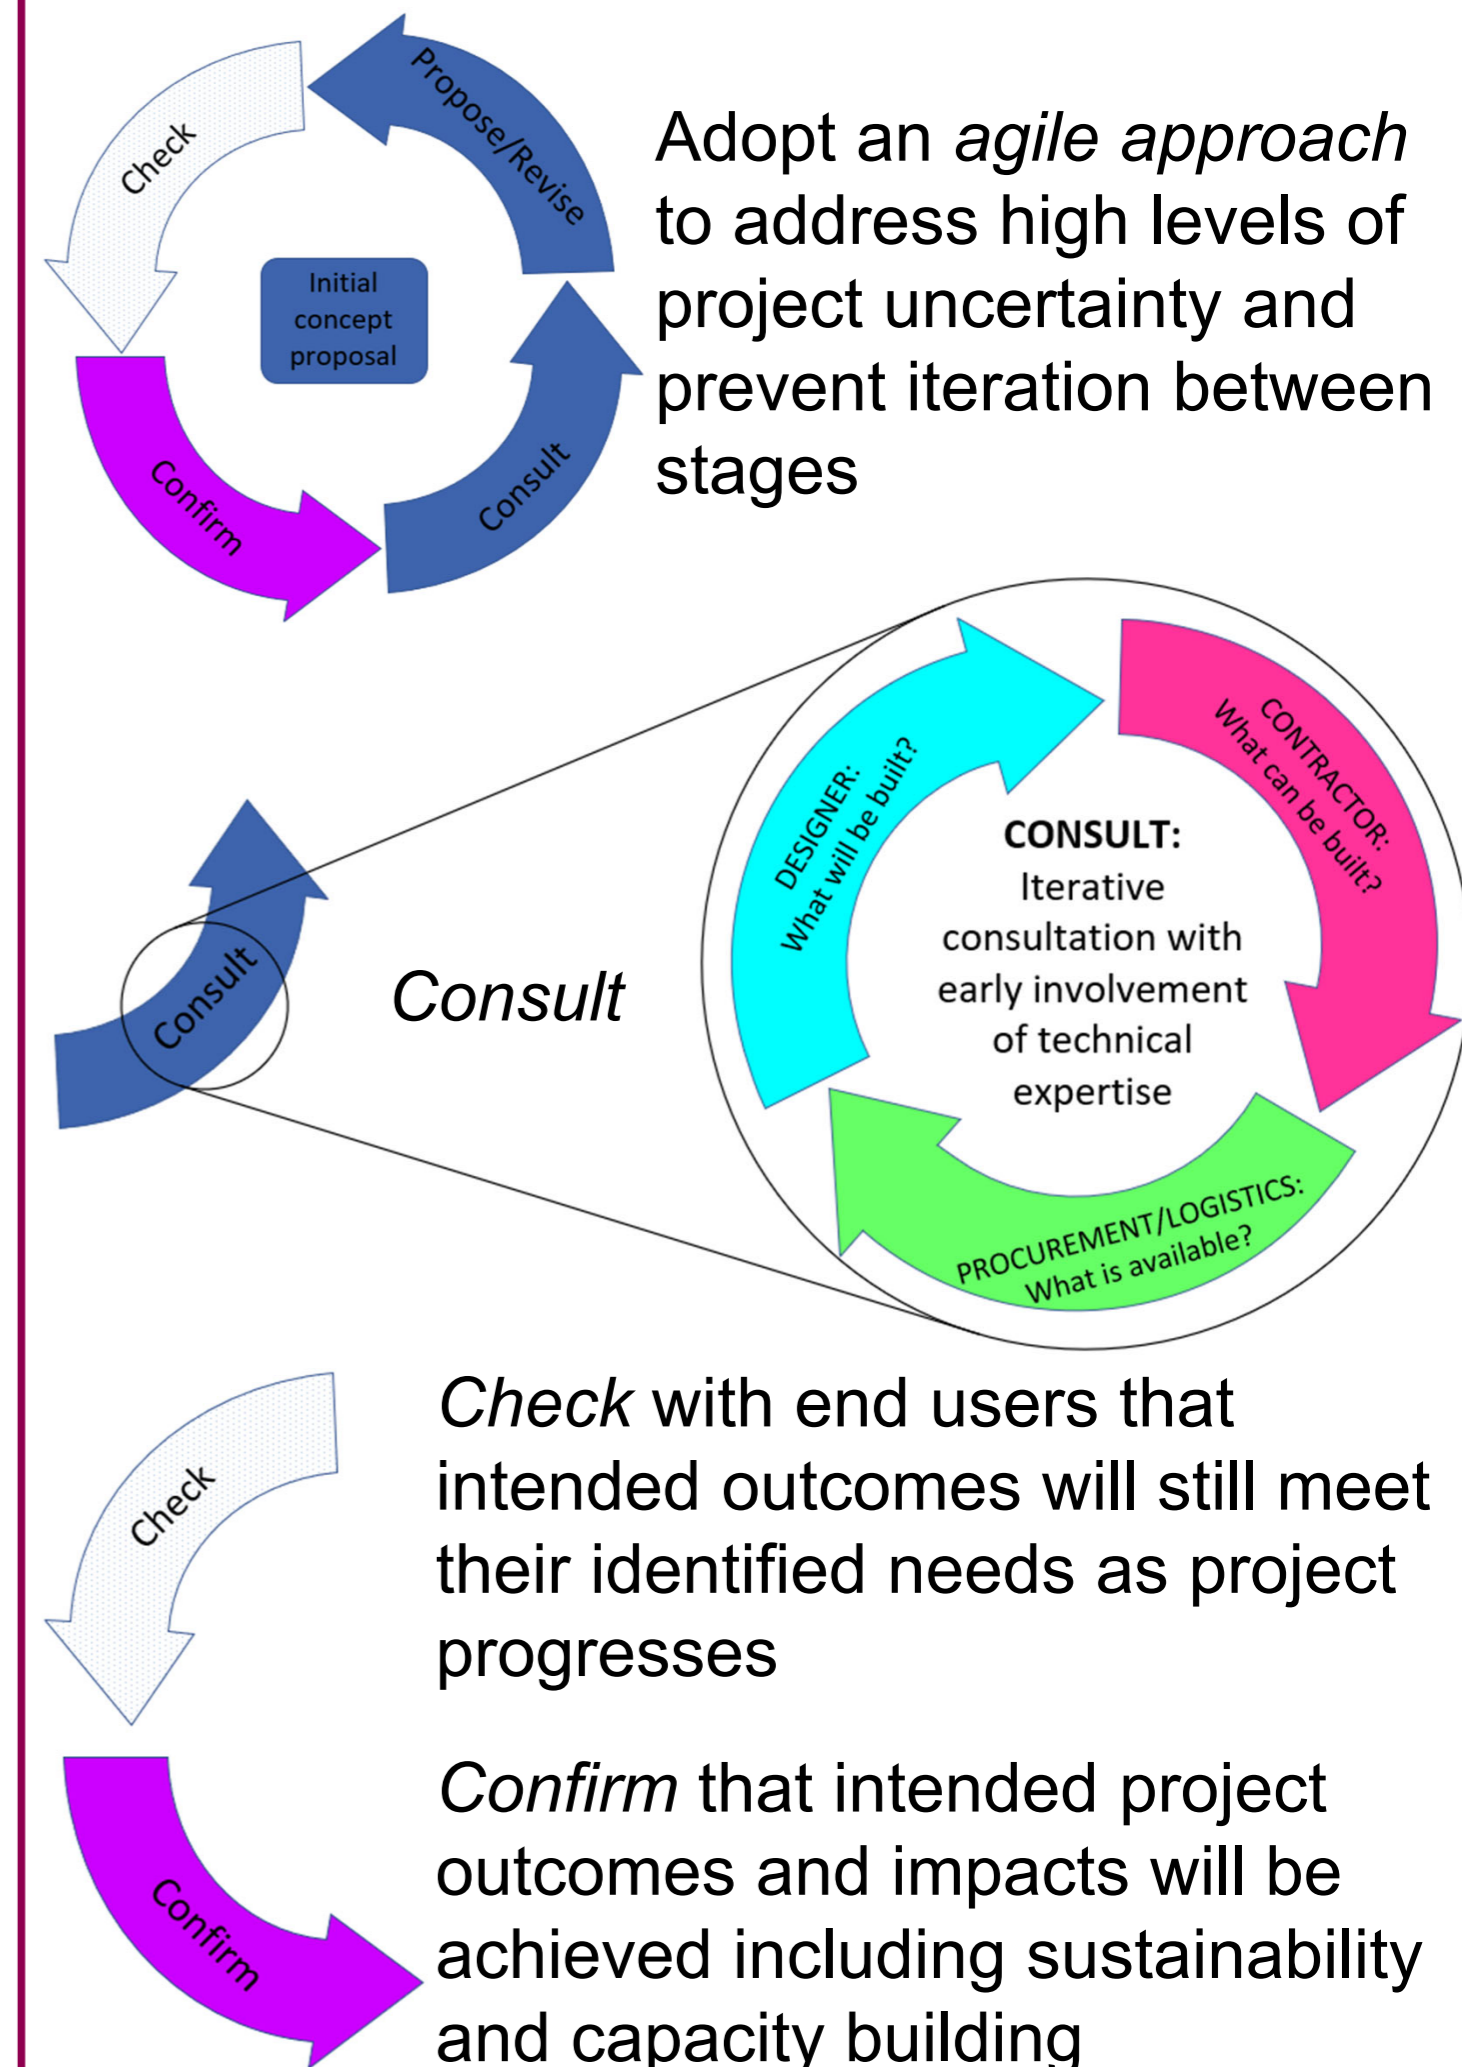 Check
Propose/Revise
Initial
concept
proposal
Confirm
Consult
Adopt an agile approach
to address high levels of
project uncertainty and
prevent iteration between
stages
Consult
Consult
DESIGNER:
What will be built?
CONTRACTOR:
What can be built?
CONSULT:
Iterative
consultation with
early involvement
of technical
expertise
PROCUREMENT/LOGISTICS:
What is available?
Check
Check with end users that
intended outcomes will still meet
their identified needs as project
progresses
Confirm
Confirm that intended project
outcomes and impacts will be
achieved including sustainability
and capacity building